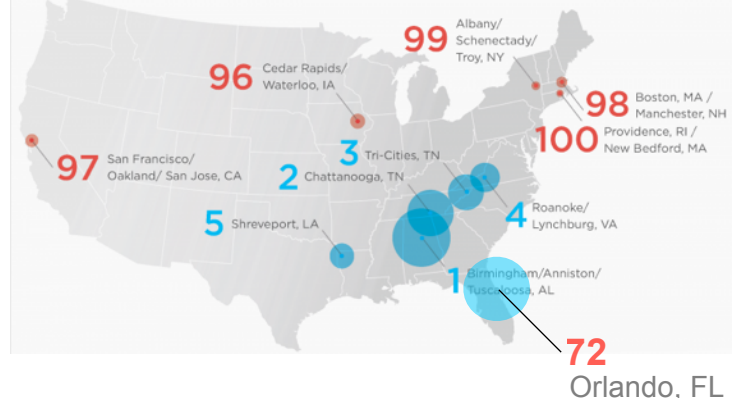 99
Albany/
Schenectady/
Troy, NY
96
Cedar Rapids/
Waterloo, IA
98
Boston, MA /
Manchester, NH
100
Providence, RI /
New Bedford, MA
97
San Francisco/
Oakland/ San Jose, CA
3
Tri-Cities, TN
2
Chattanooga, TN
5
Shreveport, LA
4
Roanoke/
Lynchburg, VA
1
Birmingham/Anniston/
Tuscaloosa, AL
72
Orlando, FL